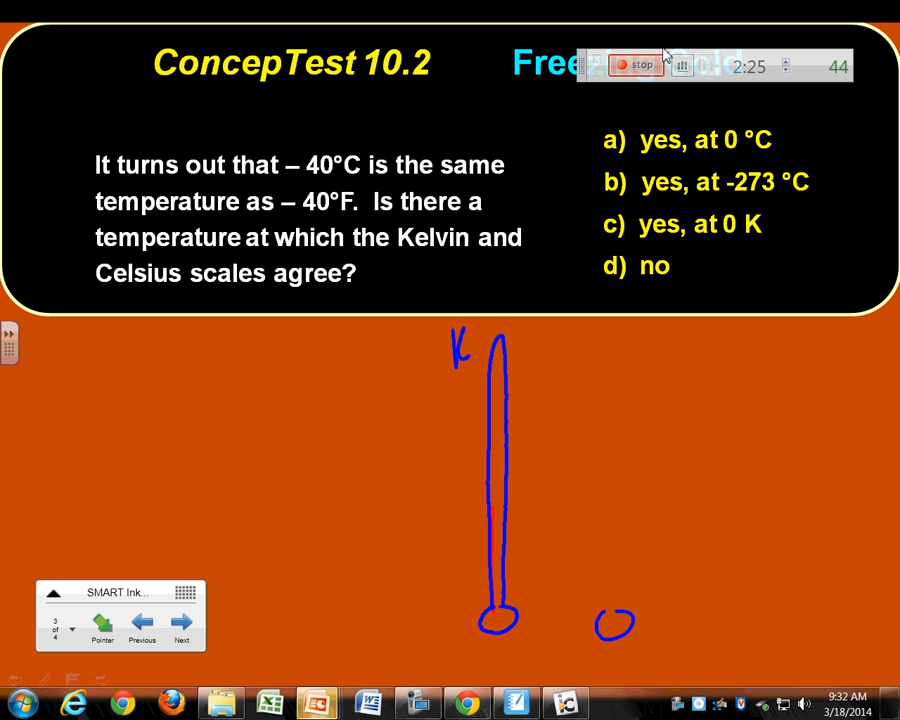 ConcepTest 10.2
stop
2:25
44
It turns out that – 40°C is the same
temperature as – 40°F. Is there a
temperature at which the Kelvin and
Celsius scales agree?
a) yes, at 0 °C
b) yes, at -273 °C
c) yes, at 0 K
d) no
K
SMART Ink...
3
of
4
Pointer
Previous
Next
9:32 AM
3/18/2014